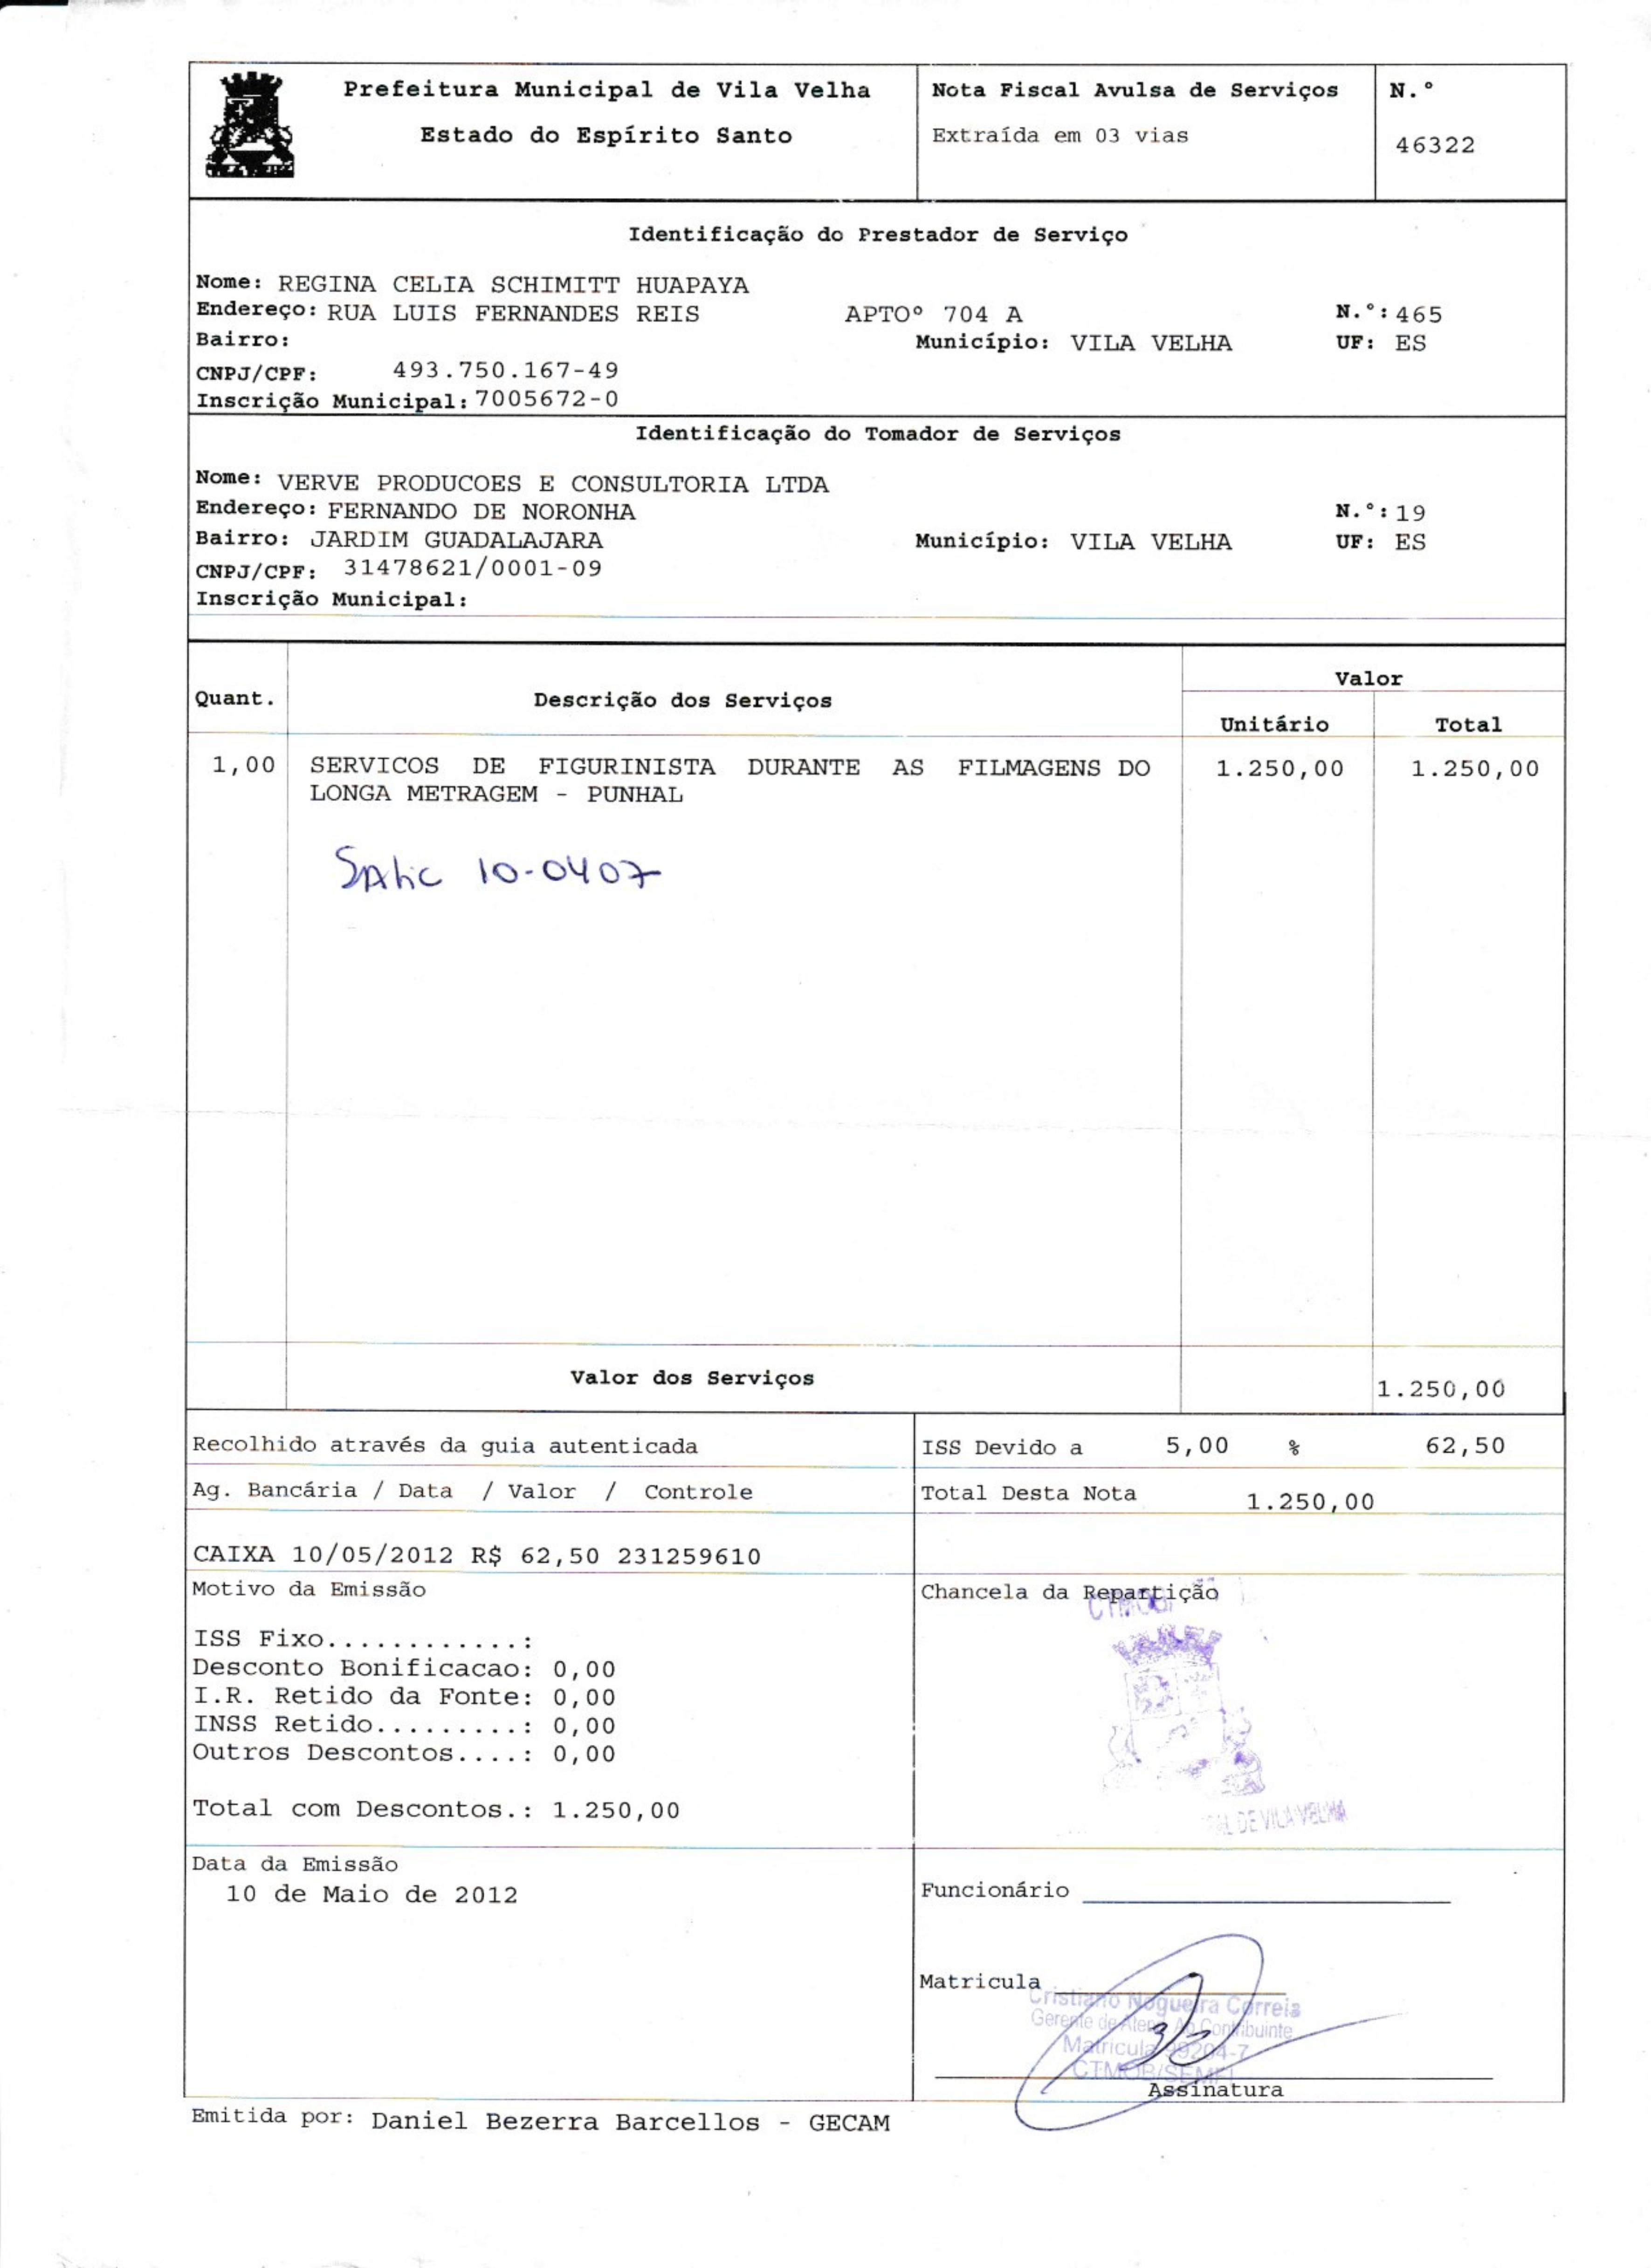 Prefeitura Municipal de Vila Velha
Estado do Espírito Santo
Nota Fiscal Avulsa de Serviços
Extraída em 03 vias
N.º
46322
Identificação do Prestador de Serviço
Nome: REGINA CELIA SCHIMITT HUAPAYA
Endereço: RUA LUIS FERNANDES REIS APTOº 704 A N.º: 465
Bairro: Município: VILA VELHA UF: ES
CNPJ/CPF: 493.750.167-49
Inscrição Municipal: 7005672-0
Identificação do Tomador de Serviços
Nome: VERVE PRODUCOES E CONSULTORIA LTDA
Endereço: FERNANDO DE NORONHA N.º: 19
Bairro: JARDIM GUADALAJARA Município: VILA VELHA UF: ES
CNPJ/CPF: 31478621/0001-09
Inscrição Municipal:
Quant. Descrição dos Serviços Valor
Unitário Total
1,00 SERVICOS DE FIGURINISTA DURANTE AS FILMAGENS DO 1.250,00 1.250,00
LONGA METRAGEM - PUNHAL
SALIC 10-0407
Valor dos Serviços 1.250,00
Recolhido através da guia autenticada
ISS Devido a 5,00 % 62,50
Ag. Bancária / Data / Valor / Controle
Total Desta Nota 1.250,00
CAIXA 10/05/2012 R$ 62,50 231259610
Motivo da Emissão
Chancela da Repartição
CTMOB
ISS Fixo............:
Desconto Bonificacao: 0,00
I.R. Retido da Fonte: 0,00
INSS Retido.........: 0,00
Outros Descontos....: 0,00
Total com Descontos.: 1.250,00
DE VILA VELHA
Data da Emissão
10 de Maio de 2012
Funcionário
Matricula
Cristiano Nogueira Correia
Gerente de Contribuinte
Matricula 99204-7
CTMOB/SEMFI
Assinatura
Emitida por: Daniel Bezerra Barcellos - GECAM